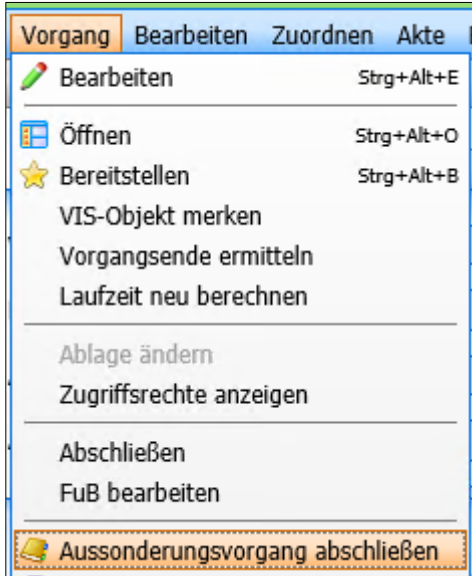 Vorgang Bearbeiten Zuordnen Akte
Bearbeiten Strg+Alt+E
Öffnen Strg+Alt+O
Bereitstellen Strg+Alt+B
VIS-Objekt merken
Vorgangsende ermitteln
Laufzeit neu berechnen
Ablage ändern
Zugriffsrechte anzeigen
Abschließen
FuB bearbeiten
Aussonderungsvorgang abschließen